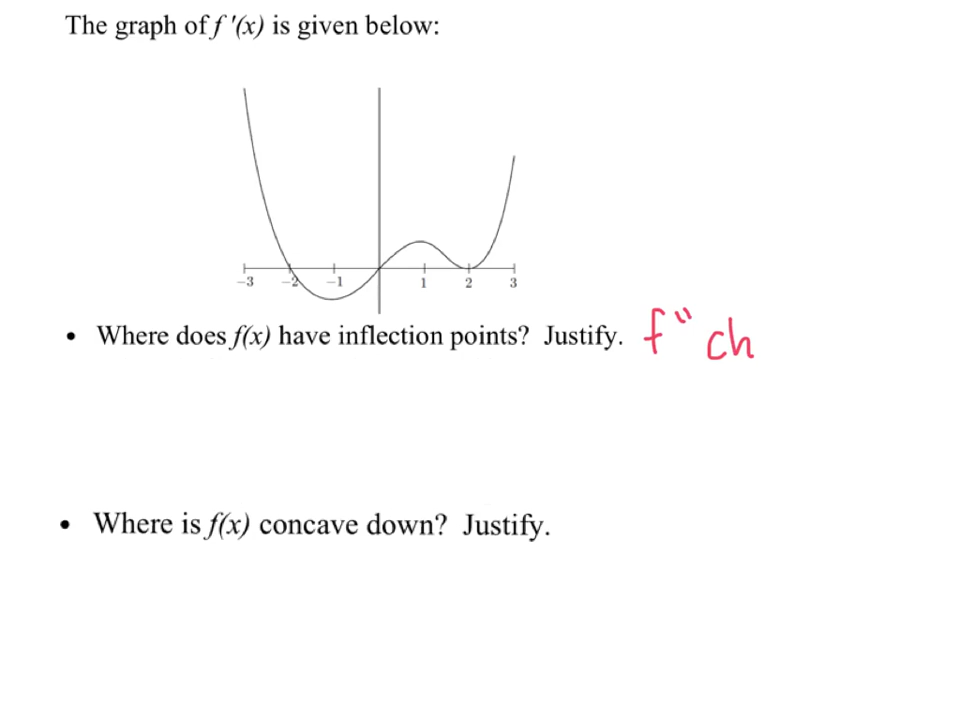 The graph of f '(x) is given below:
-3 -2 -1 1 2 3
• Where does f(x) have inflection points? Justify. f" ch
• Where is f(x) concave down? Justify.